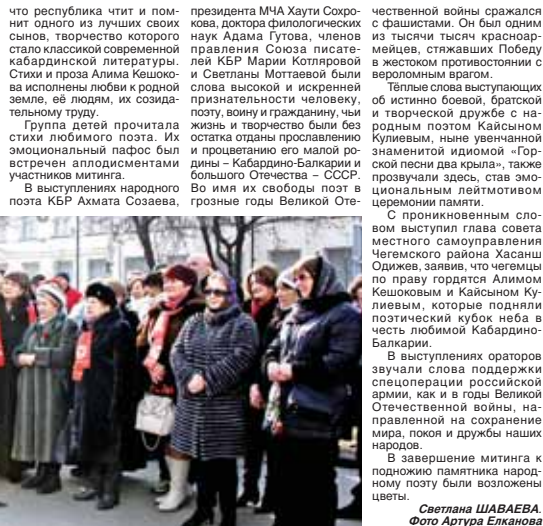 что республика чтит и пом-
нит одного из лучших своих
сынов, творчество которого
стало классикой современной
кабардинской литературы.
Стихи и проза Алима Кешоко-
ва исполнены любви к родной
земле, её людям, их созида-
тельному труду.
Группа детей прочитала
стихи любимого поэта. Их
эмоциональный пафос был
встречен аплодисментами
участников митинга.
В выступлениях народного
поэта КБР Ахмата Созаева,
президента МЧА Хаути Сохро-
кова, доктора филологических
наук Адама Гутова, членов
правления Союза писате-
лей КБР Марии Котляровой
и Светланы Моттаевой были
слова высокой и искренней
признательности человеку,
поэту, воину и гражданину, чьи
жизнь и творчество были без
остатка отданы прославлению
и процветанию его малой ро-
дины – Кабардино-Балкарии и
большого Отечества – СССР.
Во имя их свободы поэт в
грозные годы Великой Оте-
чественной войны сражался
с фашистами. Он был одним
из тысячи тысяч красноар-
мейцев, стяжавших Победу
в жестоком противостоянии с
вероломным врагом.
Тёплые слова выступающих
об истинно боевой, братской
и творческой дружбе с на-
родным поэтом Кайсыном
Кулиевым, ныне увенчанной
знаменитой идиомой «Гор-
ской песни два крыла», также
прозвучали здесь, став эмо-
циональным лейтмотивом
церемонии памяти.
С проникновенным сло-
вом выступил глава совета
местного самоуправления
Чегемского района Хасанш
Одижев, заявив, что чегемцы
по праву гордятся Алимом
Кешоковым и Кайсыном Ку-
лиевым, которые подняли
поэтический кубок неба в
честь любимой Кабардино-
Балкарии.
В выступлениях ораторов
звучали слова поддержки
спецоперации российской
армии, как и в годы Великой
Отечественной войны, на-
правленной на сохранение
мира, покоя и дружбы наших
народов.
В завершение митинга к
подножию памятника народ-
ному поэту были возложены
цветы.
Светлана ШАВАЕВА.
Фото Артура Елканова